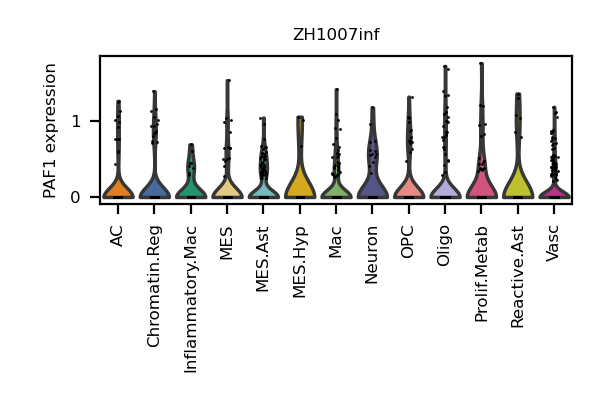 ZH1007inf
PAF1 expression
1
0
AC
Chromatin.Reg
Inflammatory.Mac
MES
MES.Ast
MES.Hyp
Mac
Neuron
OPC
Oligo
Prolif.Metab
Reactive.Ast
Vasc